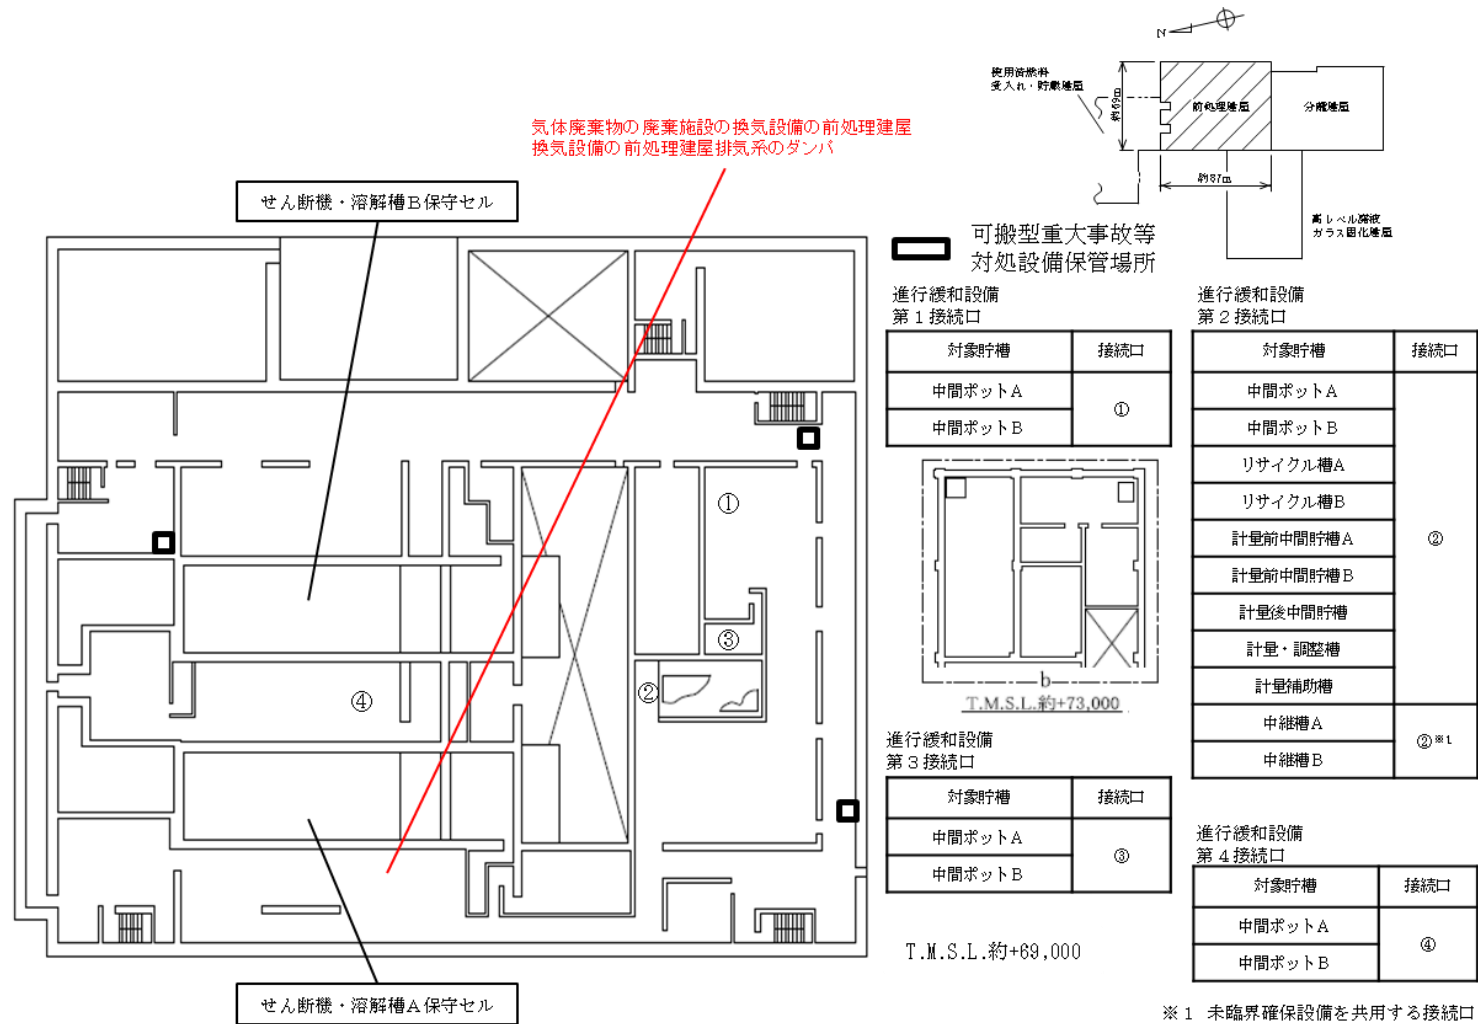 N
使用済燃料
受入れ・貯蔵建屋
約69m
前処理建屋
分離建屋
約87m
高レベル廃液
ガラス固化建屋
気体廃棄物の廃棄施設の換気設備の前処理建屋
換気設備の前処理建屋排気系のダンパ
せん断機・溶解槽B保守セル
可搬型重大事故等
対処設備保管場所
進行緩和設備
第1接続口
対象貯槽 接続口
中間ポットA
①
中間ポットB
進行緩和設備
第2接続口
対象貯槽 接続口
中間ポットA
中間ポットB
リサイクル槽A
リサイクル槽B
計量前中間貯槽A
②
計量前中間貯槽B
計量後中間貯槽
計量・調整槽
計量補助槽
中継槽A
②※1
中継槽B
①
③
②
④
b
T.M.S.L.約+73,000
進行緩和設備
第3接続口
対象貯槽 接続口
中間ポットA
③
中間ポットB
進行緩和設備
第4接続口
対象貯槽 接続口
中間ポットA
④
中間ポットB
T.M.S.L.約+69,000
せん断機・溶解槽A保守セル
※1 未臨界確保設備を共用する接続口